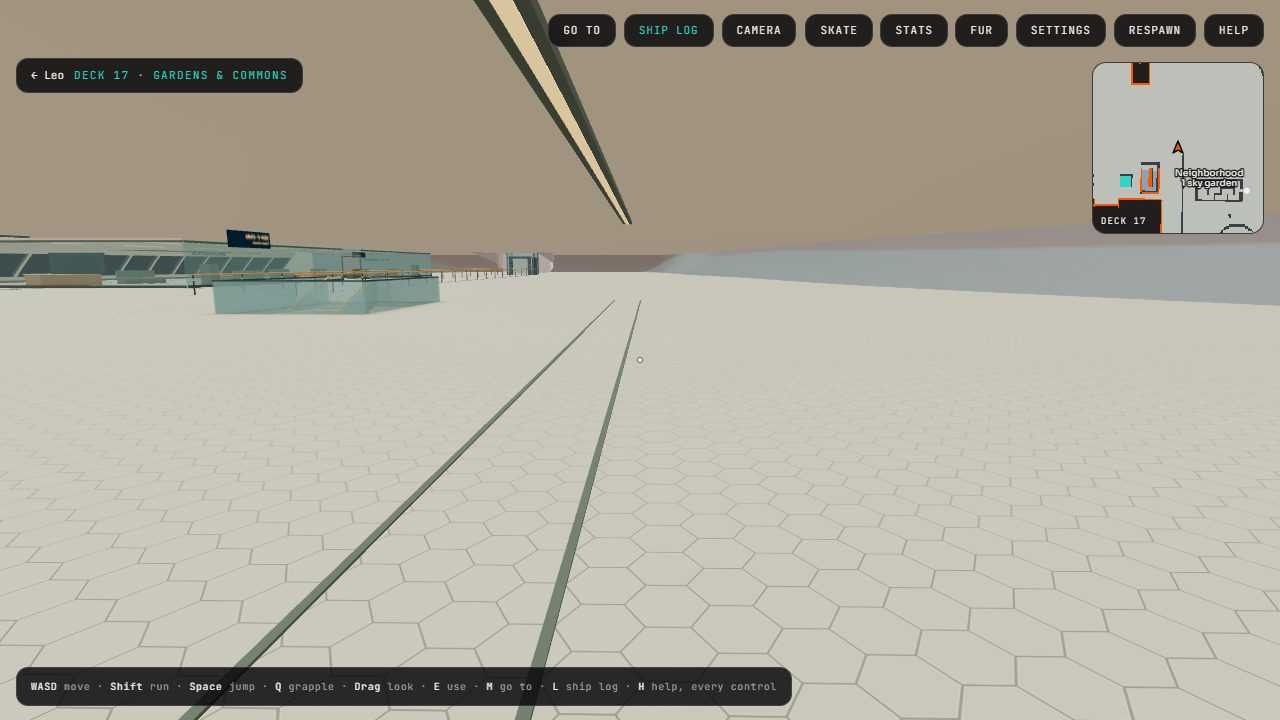 GO TO
SHIP LOG
CAMERA
SKATE
STATS
FUR
SETTINGS
RESPAWN
HELP
← Leo DECK 17 · GARDENS & COMMONS
Neighborhood
1 sky garden
DECK 17
WASD move · Shift run · Space jump · Q grapple · Drag look · E use · M go to · L ship log · H help, every control